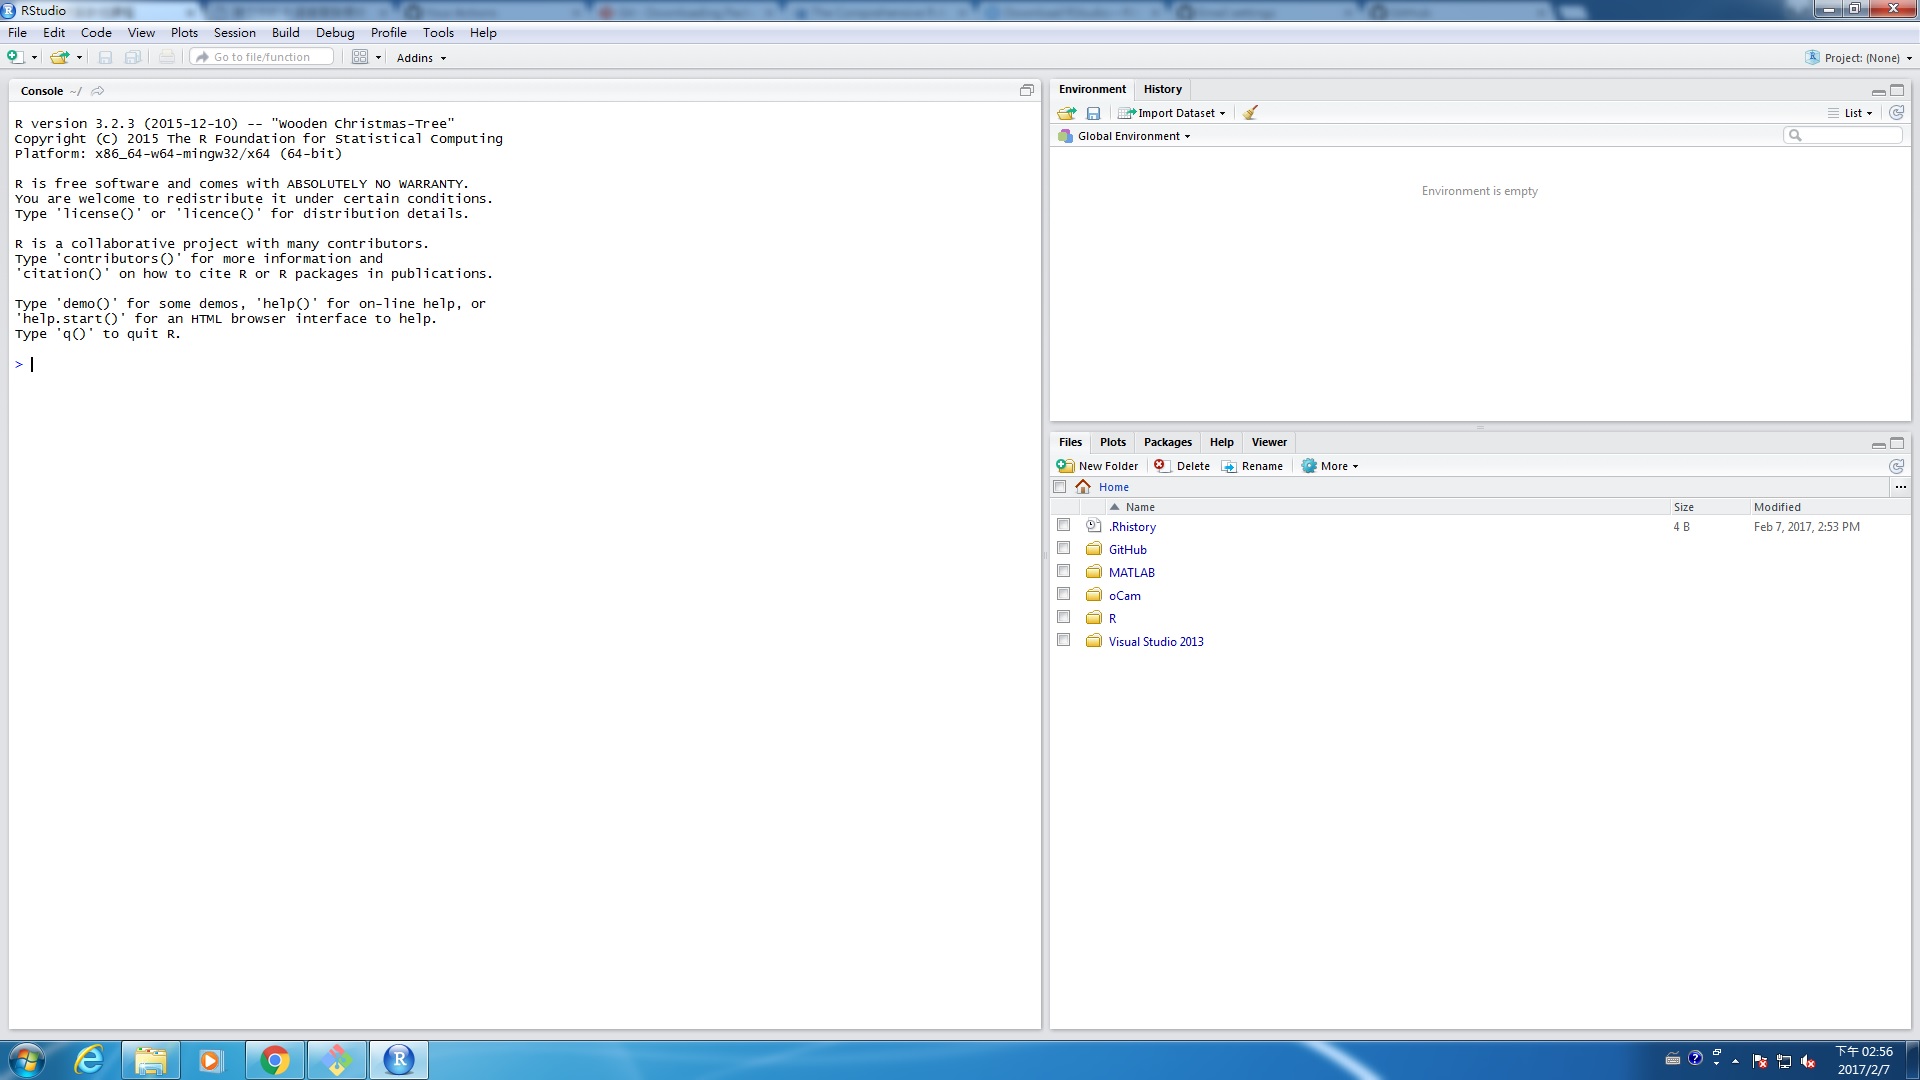 RStudio
File Edit Code View Plots Session Build Debug Profile Tools Help
Go to file/function Addins Project: (None)
Console ~/
R version 3.2.3 (2015-12-10) -- "Wooden Christmas-Tree"
Copyright (C) 2015 The R Foundation for Statistical Computing
Platform: x86_64-w64-mingw32/x64 (64-bit)
R is free software and comes with ABSOLUTELY NO WARRANTY.
You are welcome to redistribute it under certain conditions.
Type 'license()' or 'licence()' for distribution details.
R is a collaborative project with many contributors.
Type 'contributors()' for more information and
'citation()' on how to cite R or R packages in publications.
Type 'demo()' for some demos, 'help()' for on-line help, or
'help.start()' for an HTML browser interface to help.
Type 'q()' to quit R.
>
Environment History
Import Dataset List
Global Environment
Environment is empty
Files Plots Packages Help Viewer
New Folder Delete Rename More
Home ...
Name Size Modified
.Rhistory 4 B Feb 7, 2017, 2:53 PM
GitHub
MATLAB
oCam
R
Visual Studio 2013
下午 02:56
2017/2/7